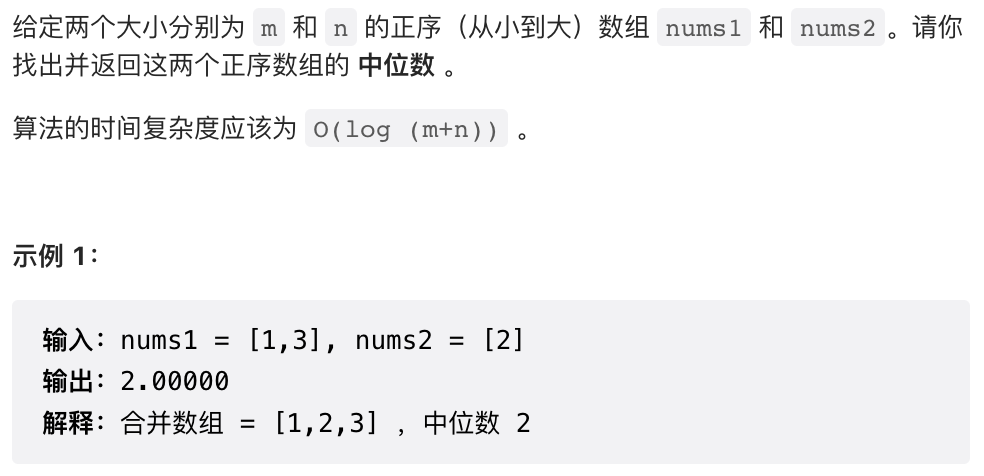 给定两个大小分别为 m 和 n 的正序（从小到大）数组 nums1 和 nums2。请你
找出并返回这两个正序数组的 中位数 。
算法的时间复杂度应该为 O(log (m+n)) 。
示例 1：
输入：nums1 = [1,3], nums2 = [2]
输出：2.00000
解释：合并数组 = [1,2,3] ，中位数 2